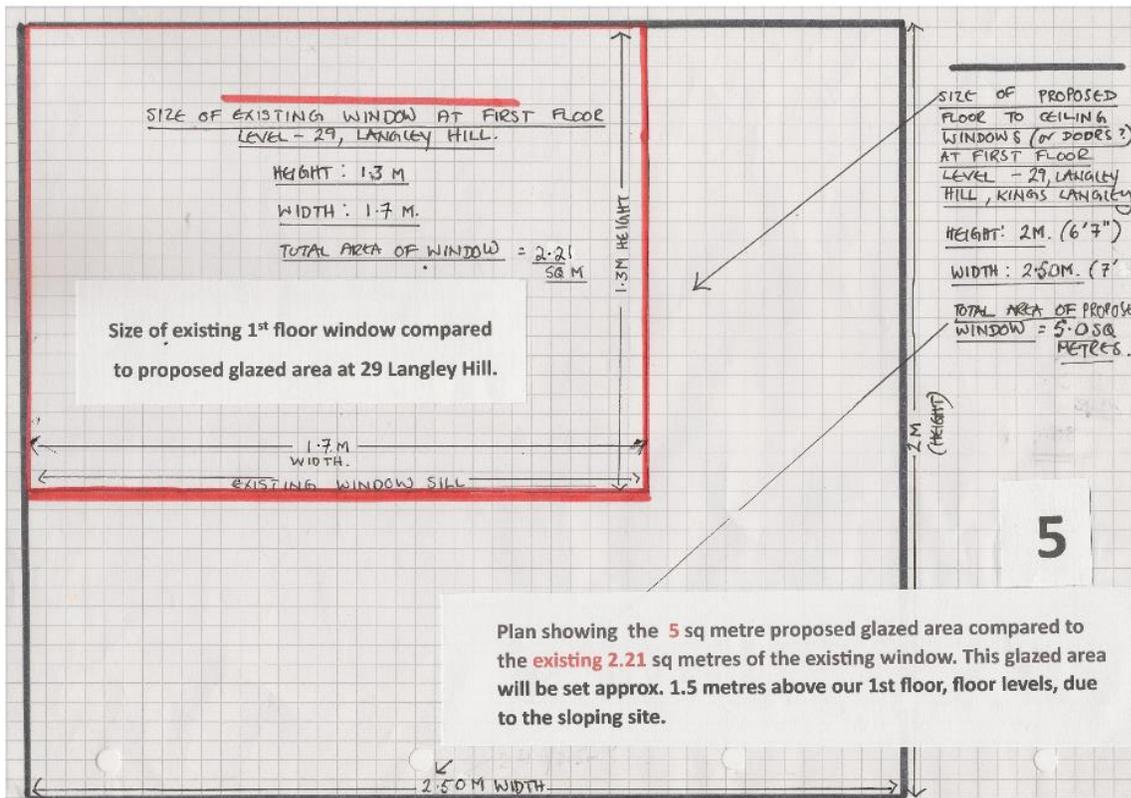 SIZE OF EXISTING WINDOW AT FIRST FLOOR
LEVEL - 29, LANGLEY HILL.
HEIGHT : 1.3 M
WIDTH : 1.7 M.
TOTAL AREA OF WINDOW = 2.21
SQ M
1.3M HEIGHT
Size of existing 1st floor window compared
to proposed glazed area at 29 Langley Hill.
1.7 M
WIDTH.
EXISTING WINDOW SILL
SIZE OF PROPOSED
FLOOR TO CEILING
WINDOWS (or DOORS?)
AT FIRST FLOOR
LEVEL - 29, LANGLEY
HILL, KINGS LANGLEY
HEIGHT: 2M. (6'7")
WIDTH : 2.50M. (7'
TOTAL AREA OF PROPOSE
WINDOW = 5.0 SQ
METRES.
2 M
(HEIGHT)
5
Plan showing the 5 sq metre proposed glazed area compared to
the existing 2.21 sq metres of the existing window. This glazed area
will be set approx. 1.5 metres above our 1st floor, floor levels, due
to the sloping site.
2.50 M WIDTH